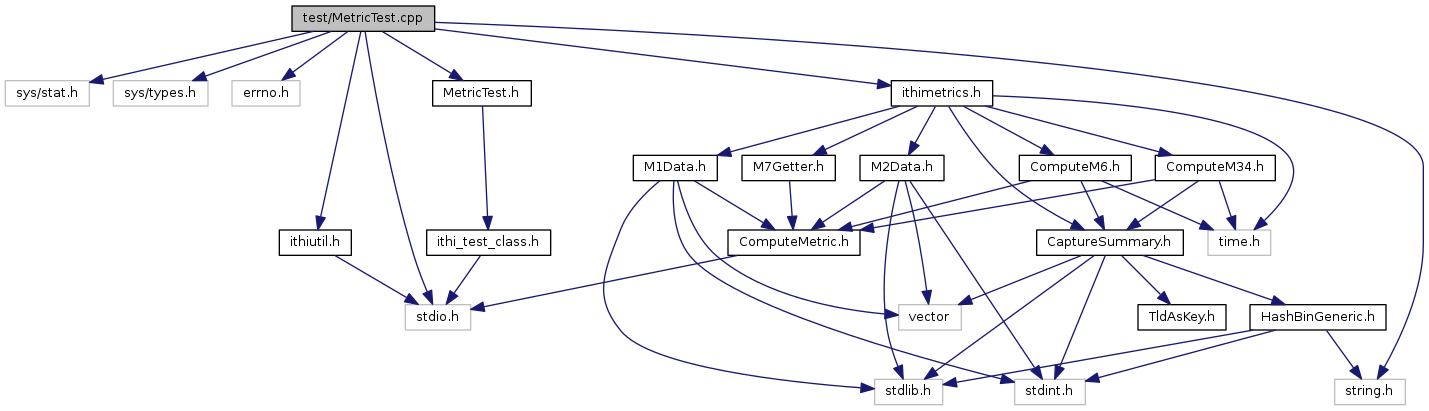 test/MetricTest.cpp
sys/stat.h
sys/types.h
errno.h
MetricTest.h
ithimetrics.h
M1Data.h
M7Getter.h
M2Data.h
ComputeM6.h
ComputeM34.h
ithiutil.h
ithi_test_class.h
ComputeMetric.h
CaptureSummary.h
time.h
stdio.h
vector
TldAsKey.h
HashBinGeneric.h
stdlib.h
stdint.h
string.h